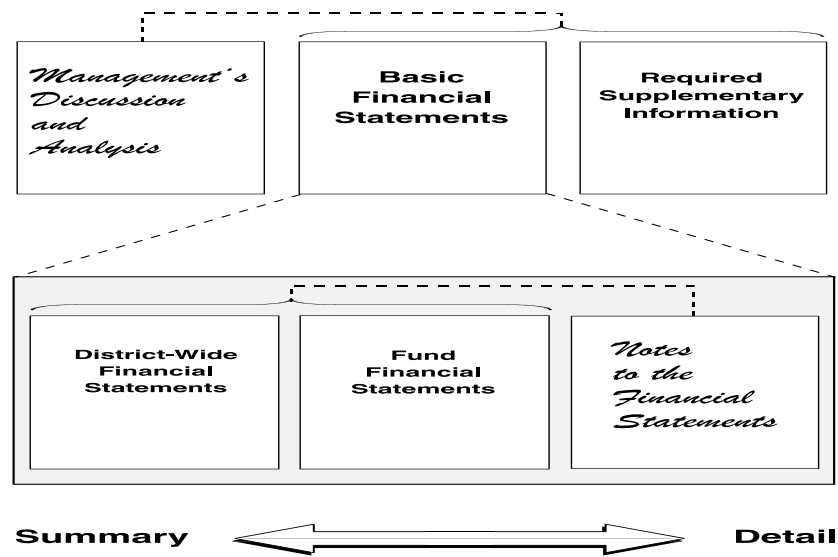 Management's
Discussion
and
Analysis
Basic
Financial
Statements
Required
Supplementary
Information
District-Wide
Financial
Statements
Fund
Financial
Statements
Notes
to the
Financial
Statements
Summary
Detail